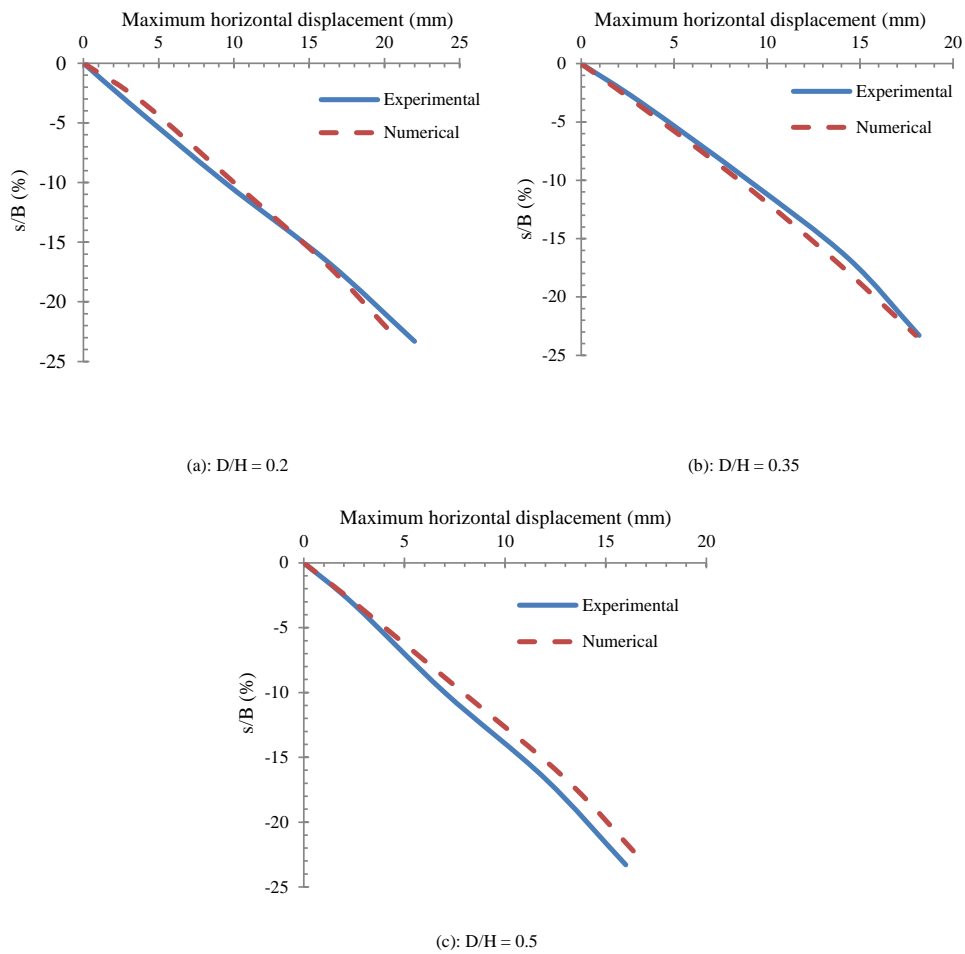 Maximum horizontal displacement (mm)
0 5 10 15 20 25
0
-5
-10
-15
-20
-25
s/B (%)
Experimental
Numerical
(a): D/H = 0.2
Maximum horizontal displacement (mm)
0 5 10 15 20
0
-5
-10
-15
-20
-25
s/B (%)
Experimental
Numerical
(b): D/H = 0.35
Maximum horizontal displacement (mm)
0 5 10 15 20
0
-5
-10
-15
-20
-25
s/B (%)
Experimental
Numerical
(c): D/H = 0.5